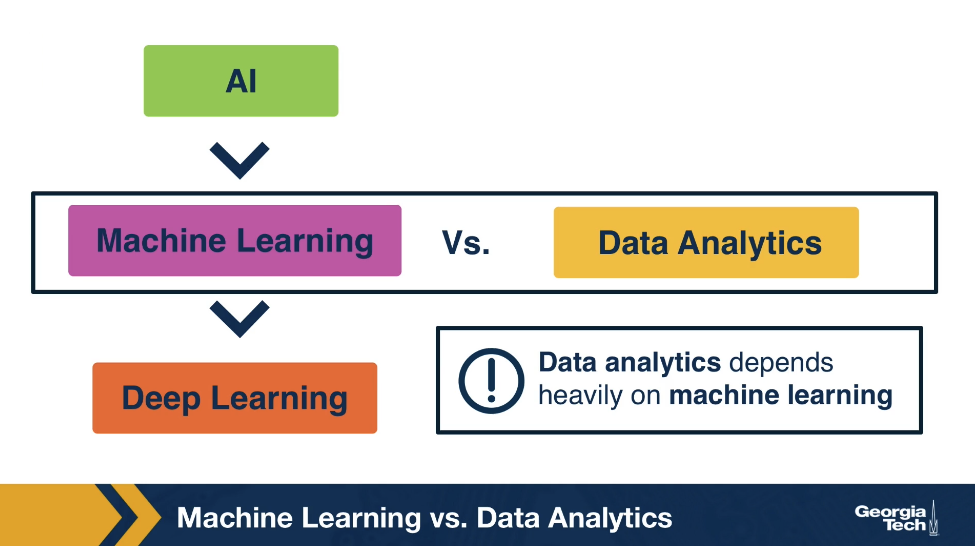 AI
Machine Learning Vs. Data Analytics
Deep Learning
Data analytics depends
heavily on machine learning
Machine Learning vs. Data Analytics
Georgia
Tech